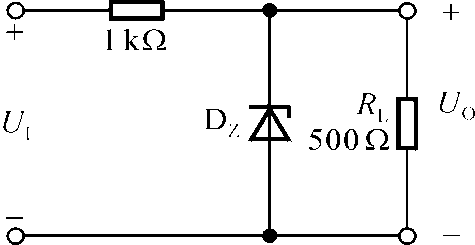 +
1 kΩ
+
U_I
D_Z
R_L
500 Ω
U_O
−
−